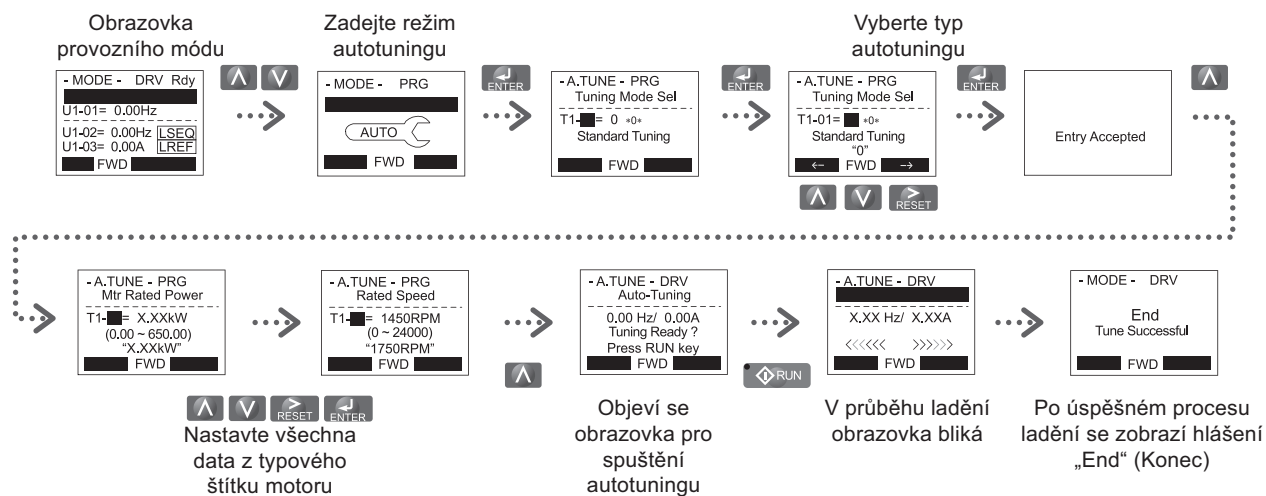 Obrazovka
provozního módu
- MODE - DRV Rdy
U1-01= 0.00Hz
U1-02= 0.00Hz LSEQ
U1-03= 0.00A LREF
FWD
Zadejte režim
autotuningu
- MODE - PRG
AUTO
FWD
ENTER
- A.TUNE - PRG
Tuning Mode Sel
T1- = 0 *0*
Standard Tuning
FWD
ENTER
Vyberte typ
autotuningu
- A.TUNE - PRG
Tuning Mode Sel
T1-01= *0*
Standard Tuning
“0”
← FWD →
RESET
ENTER
Entry Accepted
- A.TUNE - PRG
Mtr Rated Power
T1- = X.XXkW
(0.00 ~ 650.00)
“X.XXkW”
FWD
- A.TUNE - PRG
Rated Speed
T1- = 1450RPM
(0 ~ 24000)
“1750RPM”
FWD
RESET ENTER
Nastavte všechna
data z typového
štítku motoru
- A.TUNE - DRV
Auto-Tuning
0.00 Hz/ 0.00A
Tuning Ready ?
Press RUN key
FWD
Objeví se
obrazovka pro
spuštění
autotuningu
RUN
- A.TUNE - DRV
X.XX Hz/ X.XXA
<<<<<< >>>>>>
FWD
V průběhu ladění
obrazovka bliká
- MODE - DRV
End
Tune Successful
FWD
Po úspěšném procesu
ladění se zobrazí hlášení
„End“ (Konec)